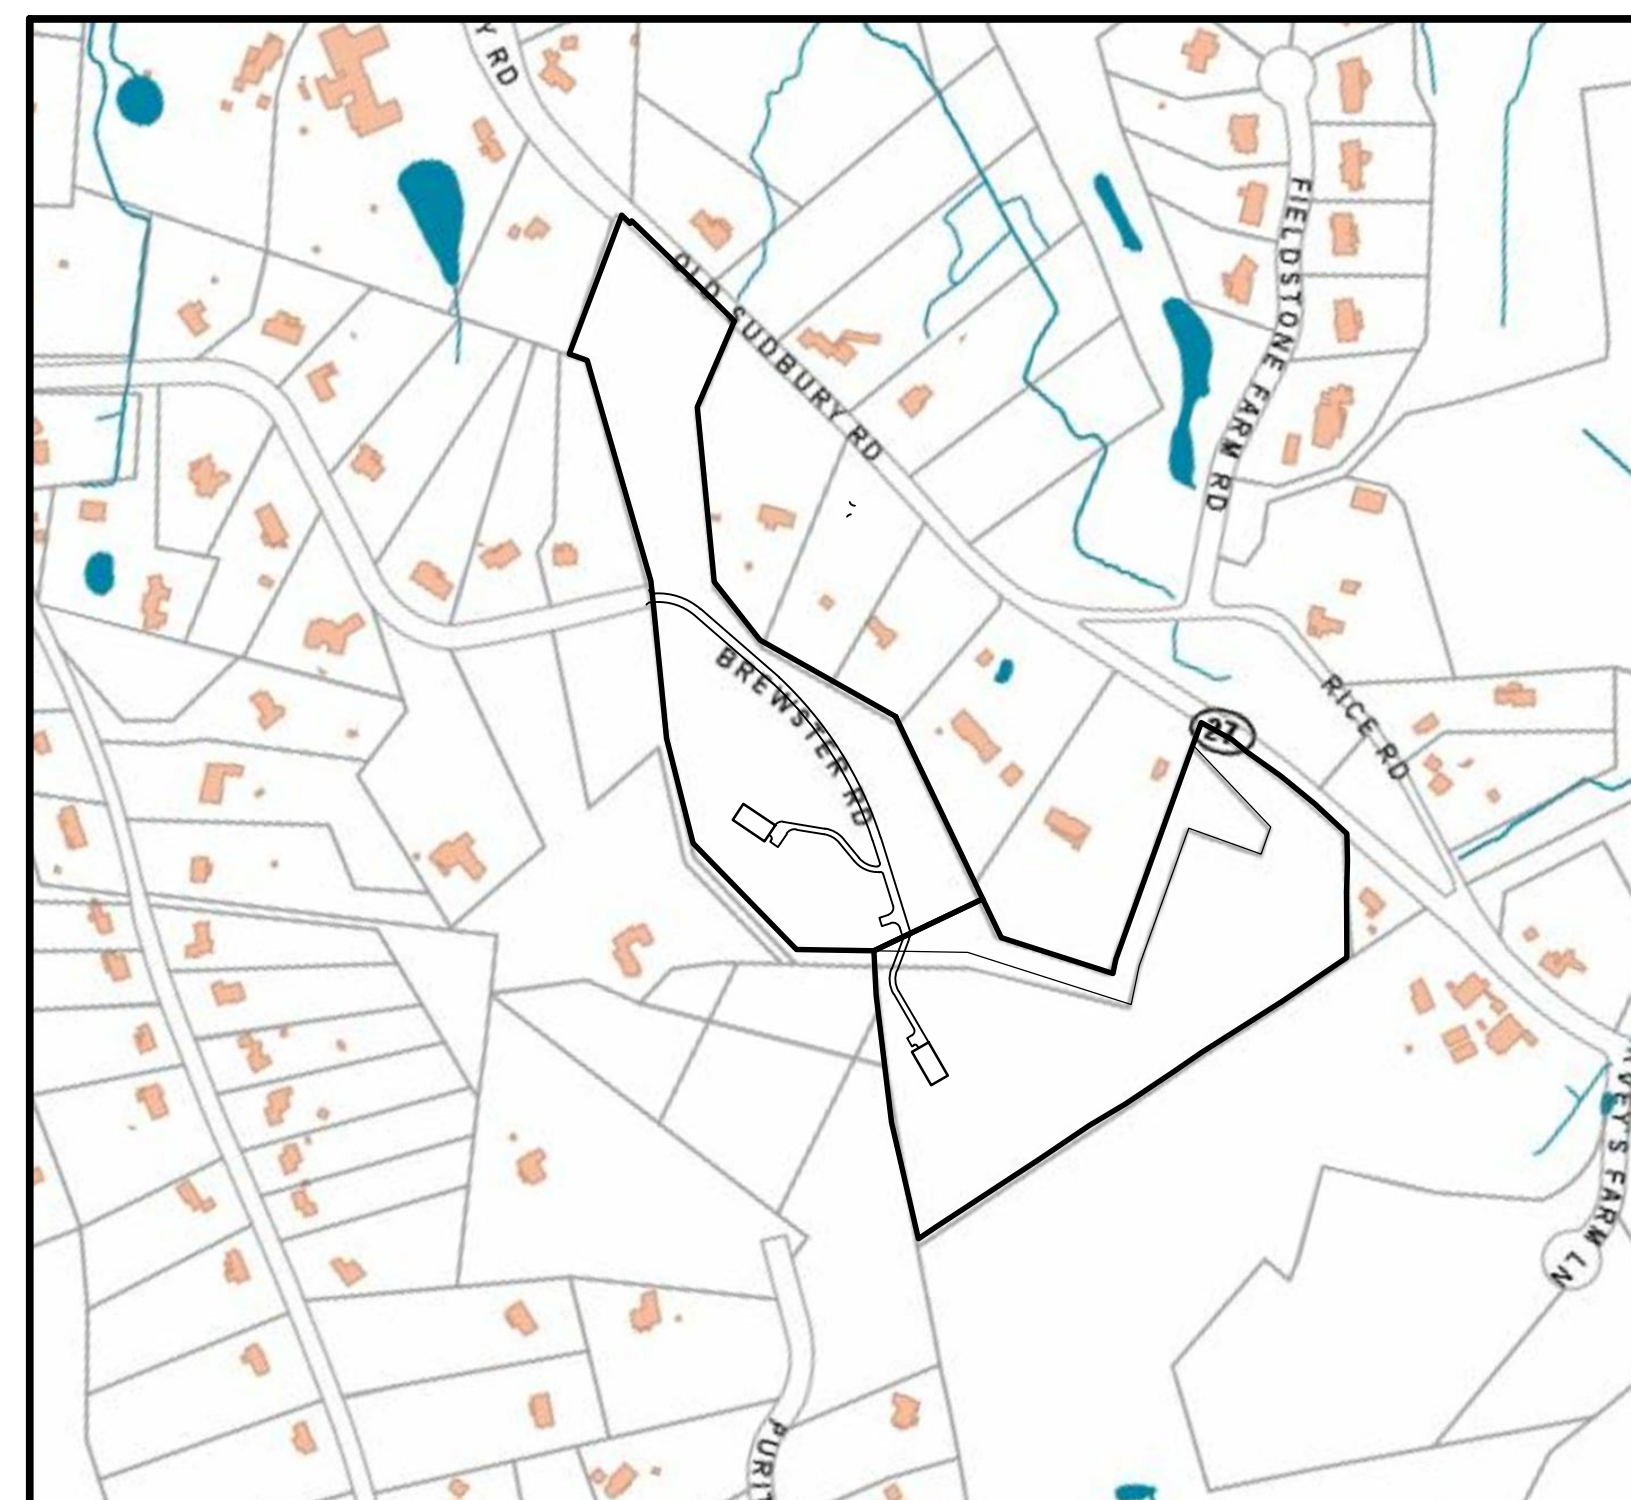 Y RD
OLD SUDBURY RD
FIELDSTONE FARM RD
BREWSTER RD
27
RICE RD
VEY'S FARM LN
PURIT